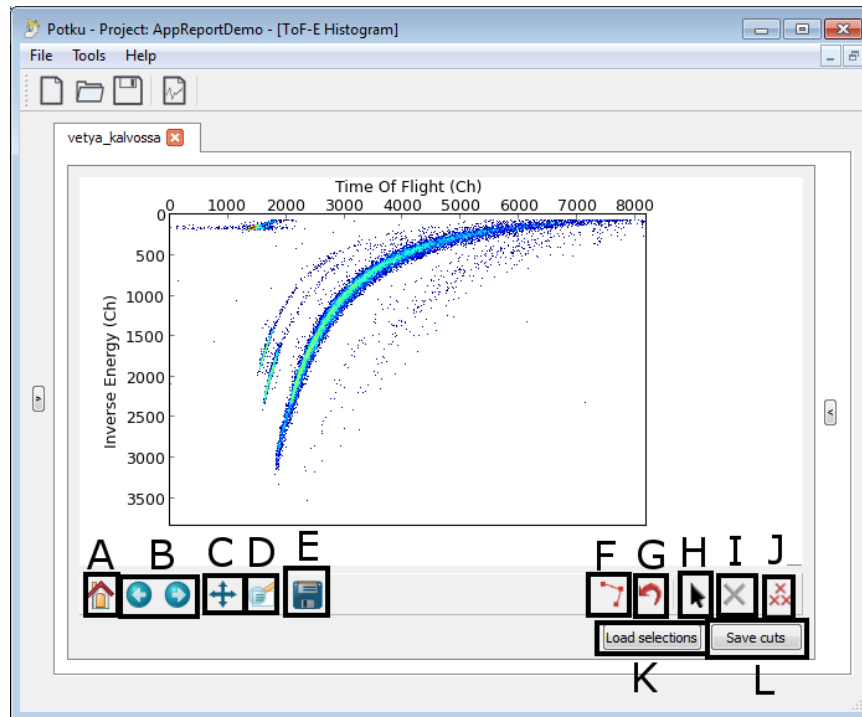 Potku - Project: AppReportDemo - [ToF-E Histogram]
File Tools Help
vetya_kalvossa
Time Of Flight (Ch)
0 1000 2000 3000 4000 5000 6000 7000 8000
0
500
1000
1500
2000
2500
3000
3500
Inverse Energy (Ch)
A B C D E F G H I J
Load selections Save cuts
K L